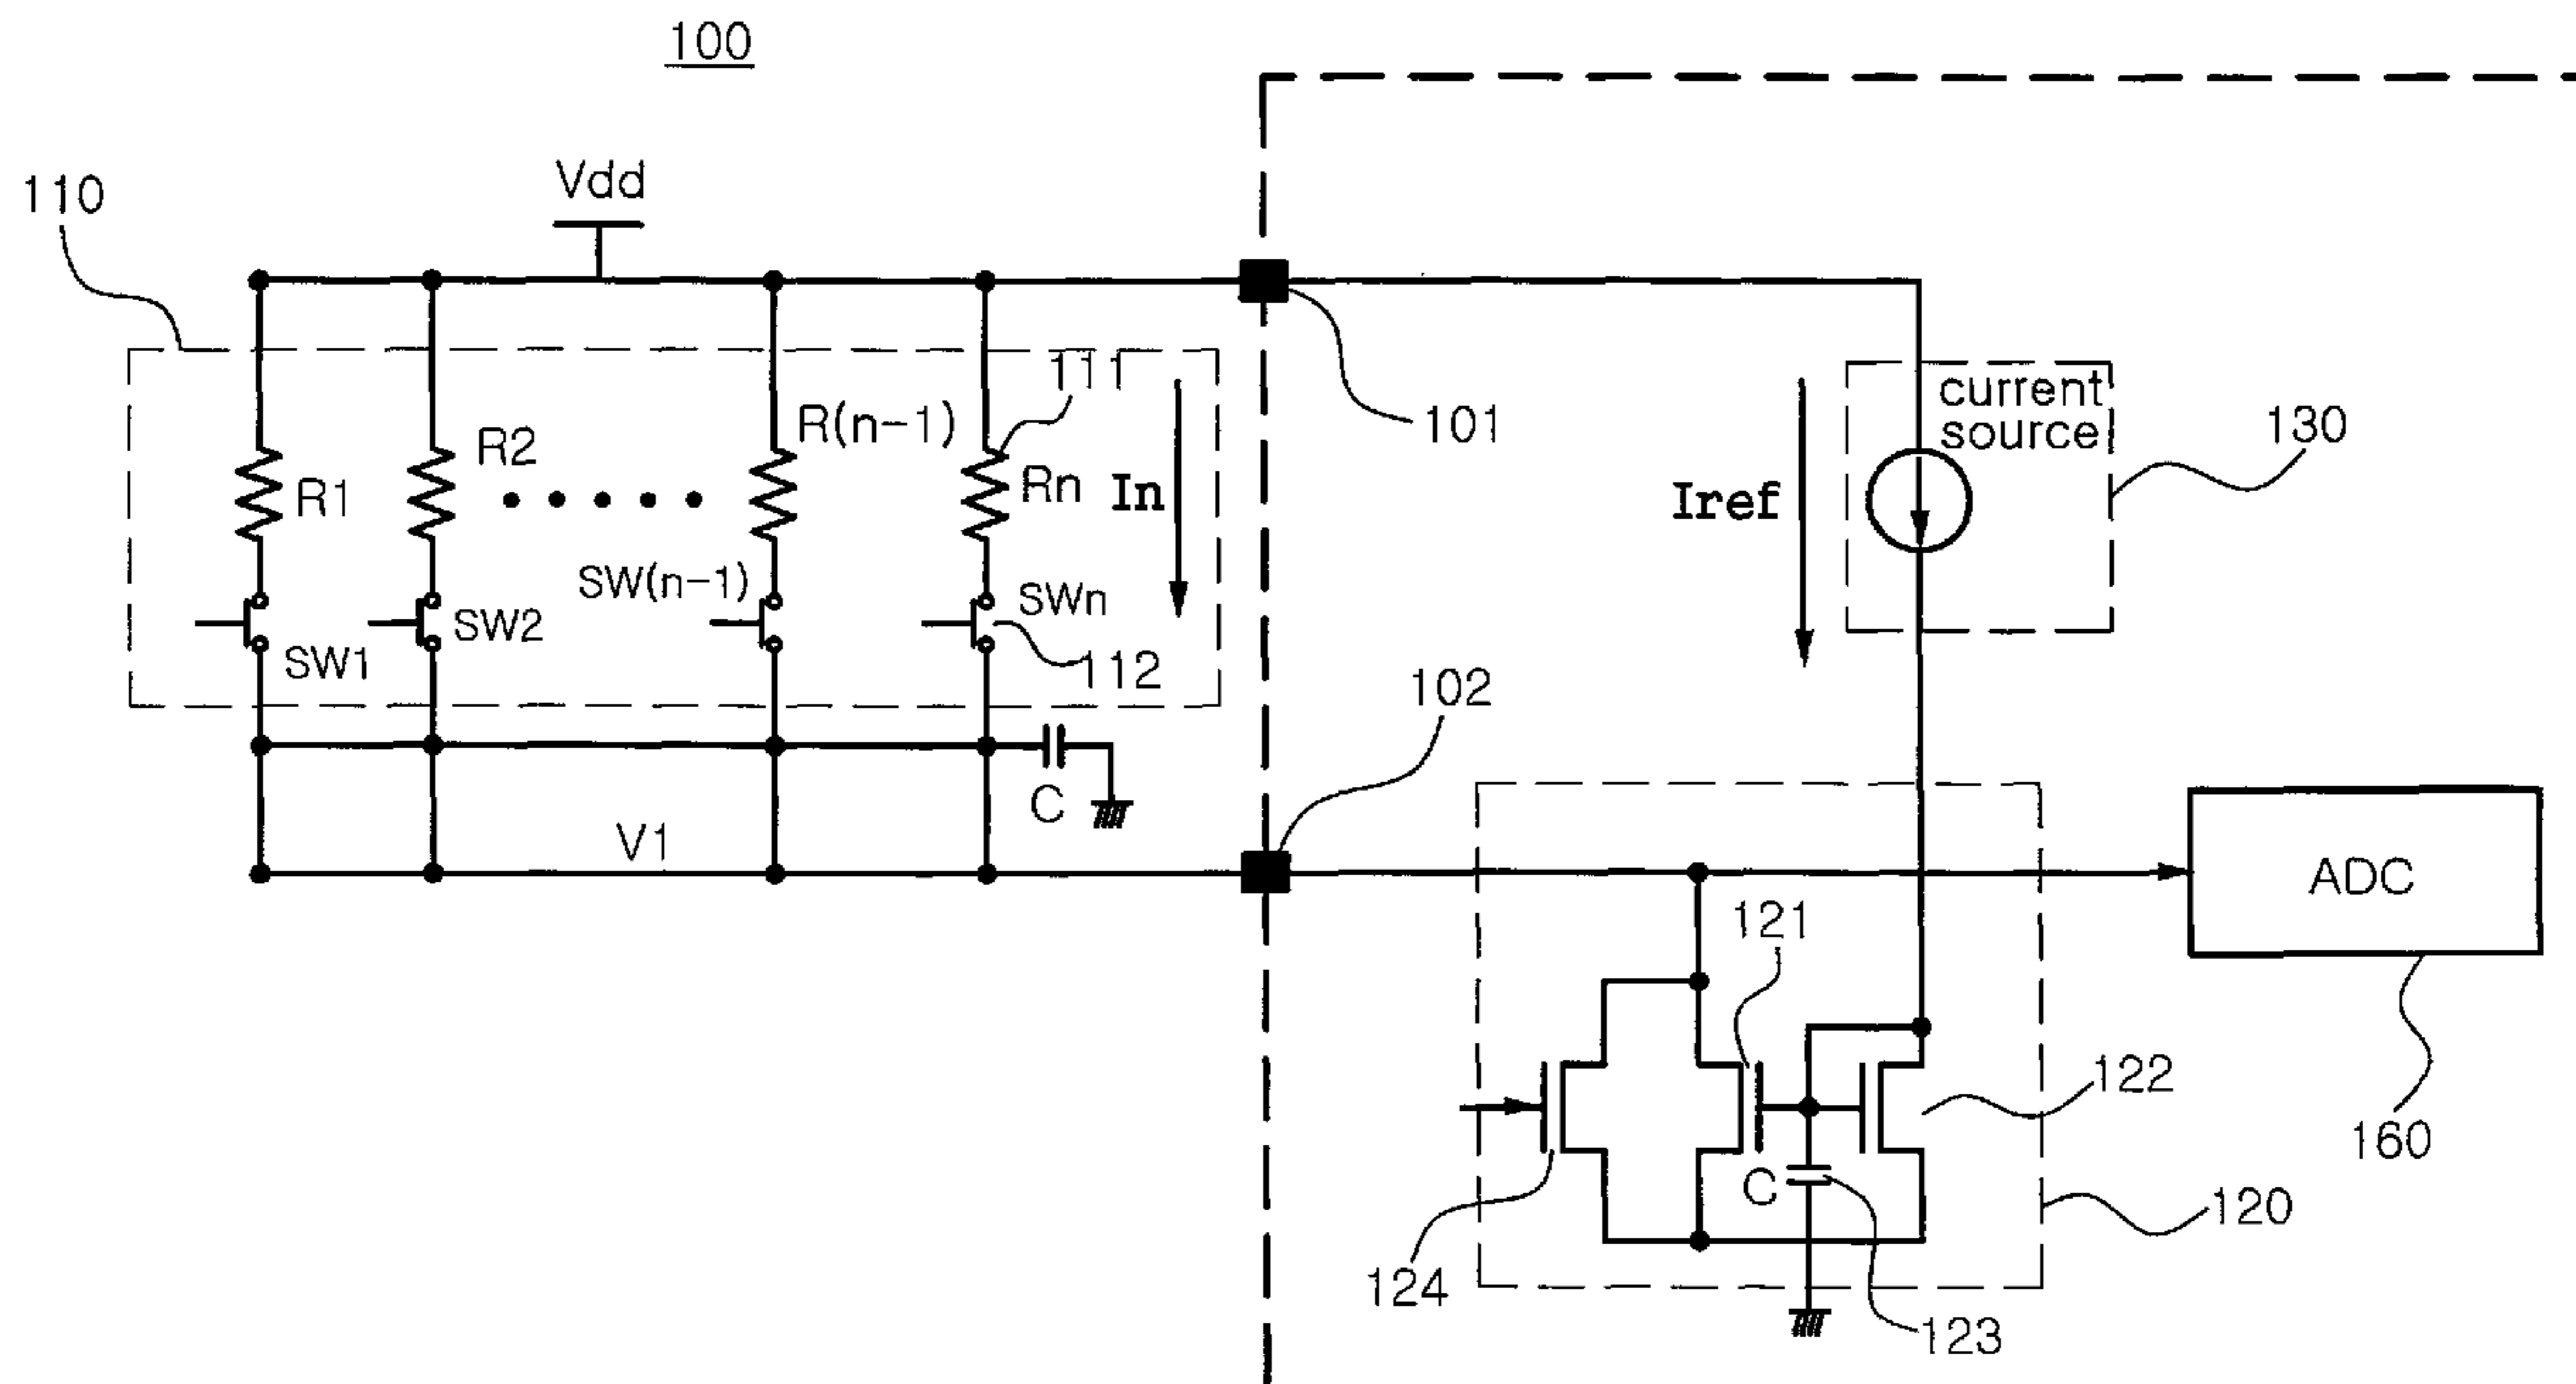 100
110
Vdd
111
R(n-1)
R2
Rn
In
R1
SW(n-1)
SWn
SW2
SW1
112
C
V1
101
102
current
source
130
Iref
ADC
121
122
160
C
120
124
123